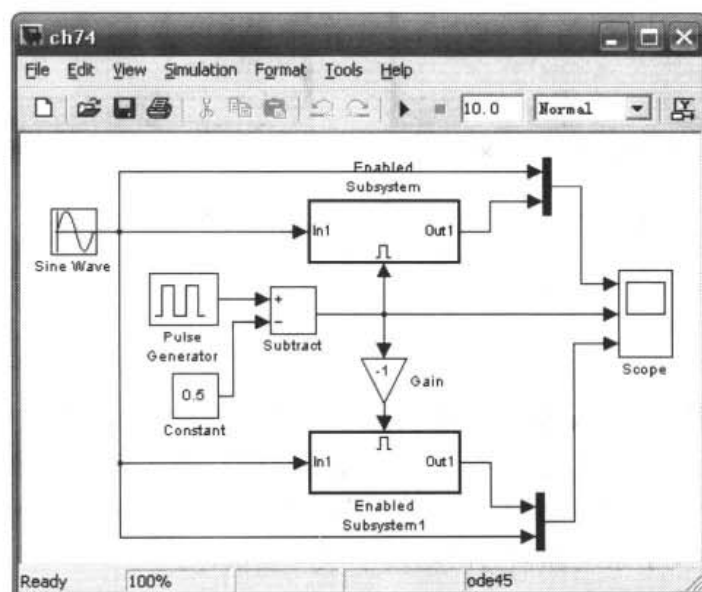 ch74
File Edit View Simulation Format Tools Help
10.0 Normal
Enabled
Subsystem
In1 Out1
Sine Wave
+
−
Pulse
Generator
Subtract
-1
Gain
Scope
0.5
Constant
In1 Out1
Enabled
Subsystem1
Ready 100% ode45